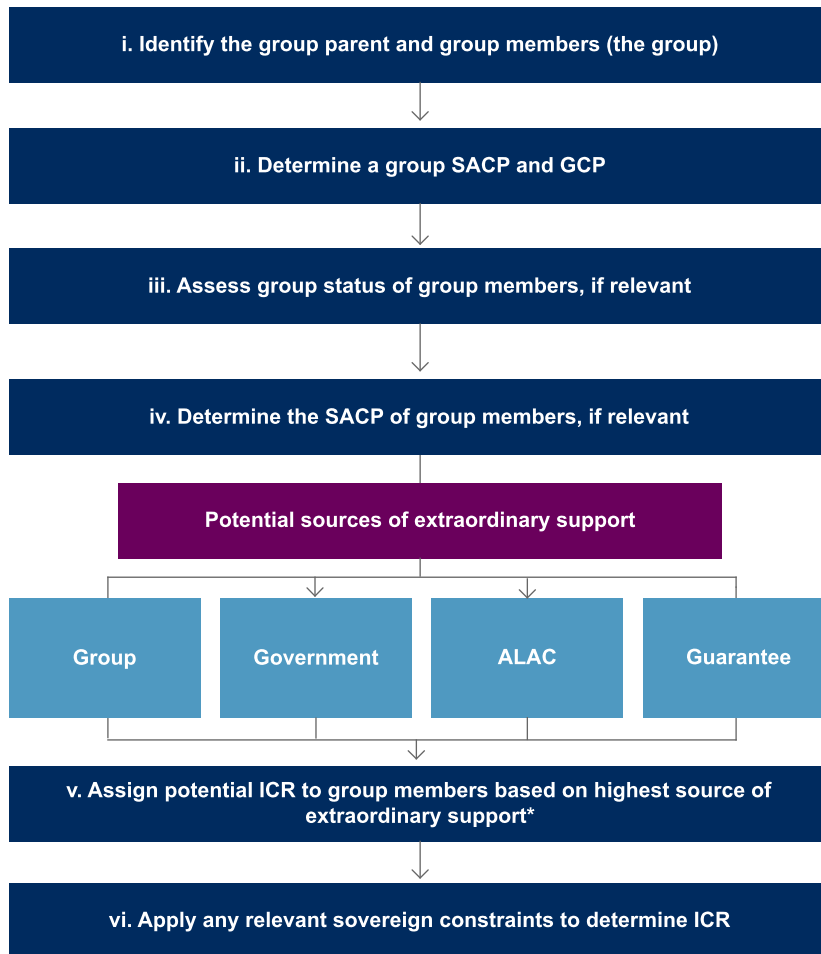 i. Identify the group parent and group members (the group)
ii. Determine a group SACP and GCP
iii. Assess group status of group members, if relevant
iv. Determine the SACP of group members, if relevant
Potential sources of extraordinary support
Group
Government
ALAC
Guarantee
v. Assign potential ICR to group members based on highest source of
extraordinary support*
vi. Apply any relevant sovereign constraints to determine ICR